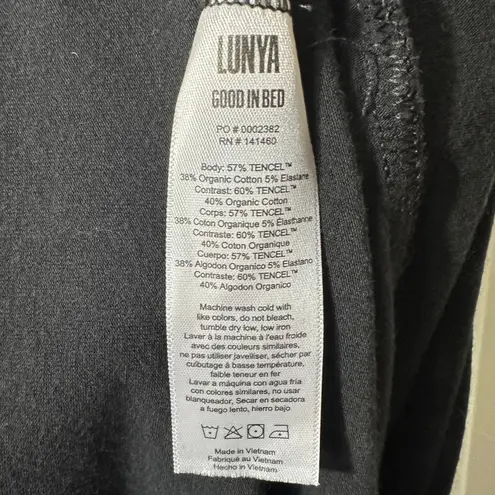 LUNYA
GOOD IN BED
PO # 0002382
RN # 141460
Body: 57% TENCEL™
38% Organic Cotton 5% Elastane
Contrast: 60% TENCEL™
40% Organic Cotton
Corps: 57% TENCEL™
38% Coton Organique 5% Élasthanne
Contraste: 60% TENCEL™
40% Coton Organique
Cuerpo: 57% TENCEL™
38% Algodon Organico 5% Elastano
Contraste: 60% TENCEL™
40% Algodon Organico
Machine wash cold with
like colors, do not bleach,
tumble dry low, low iron
Laver à la machine à l'eau froide
avec des couleurs similaires,
ne pas utiliser javelliser, sécher par
culbutage à basse température,
faible teneur en fer
Lavar a máquina con agua fría
con colores similares, no usar
blanqueador, Secar en secadora
a fuego lento, hierro bajo
Made in Vietnam
Fabriqué au Vietnam
Hecho in Vietnam